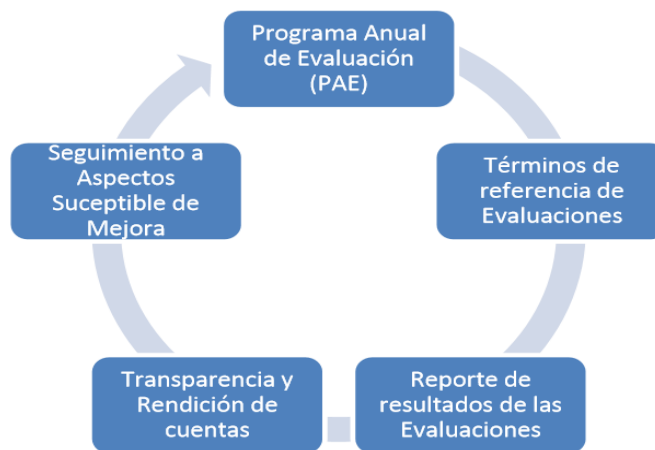 Programa Anual
de Evaluación
(PAE)
Términos de
referencia de
Evaluaciones
Reporte de
resultados de las
Evaluaciones
Transparencia y
Rendición de
cuentas
Seguimiento a
Aspectos
Suceptible de
Mejora